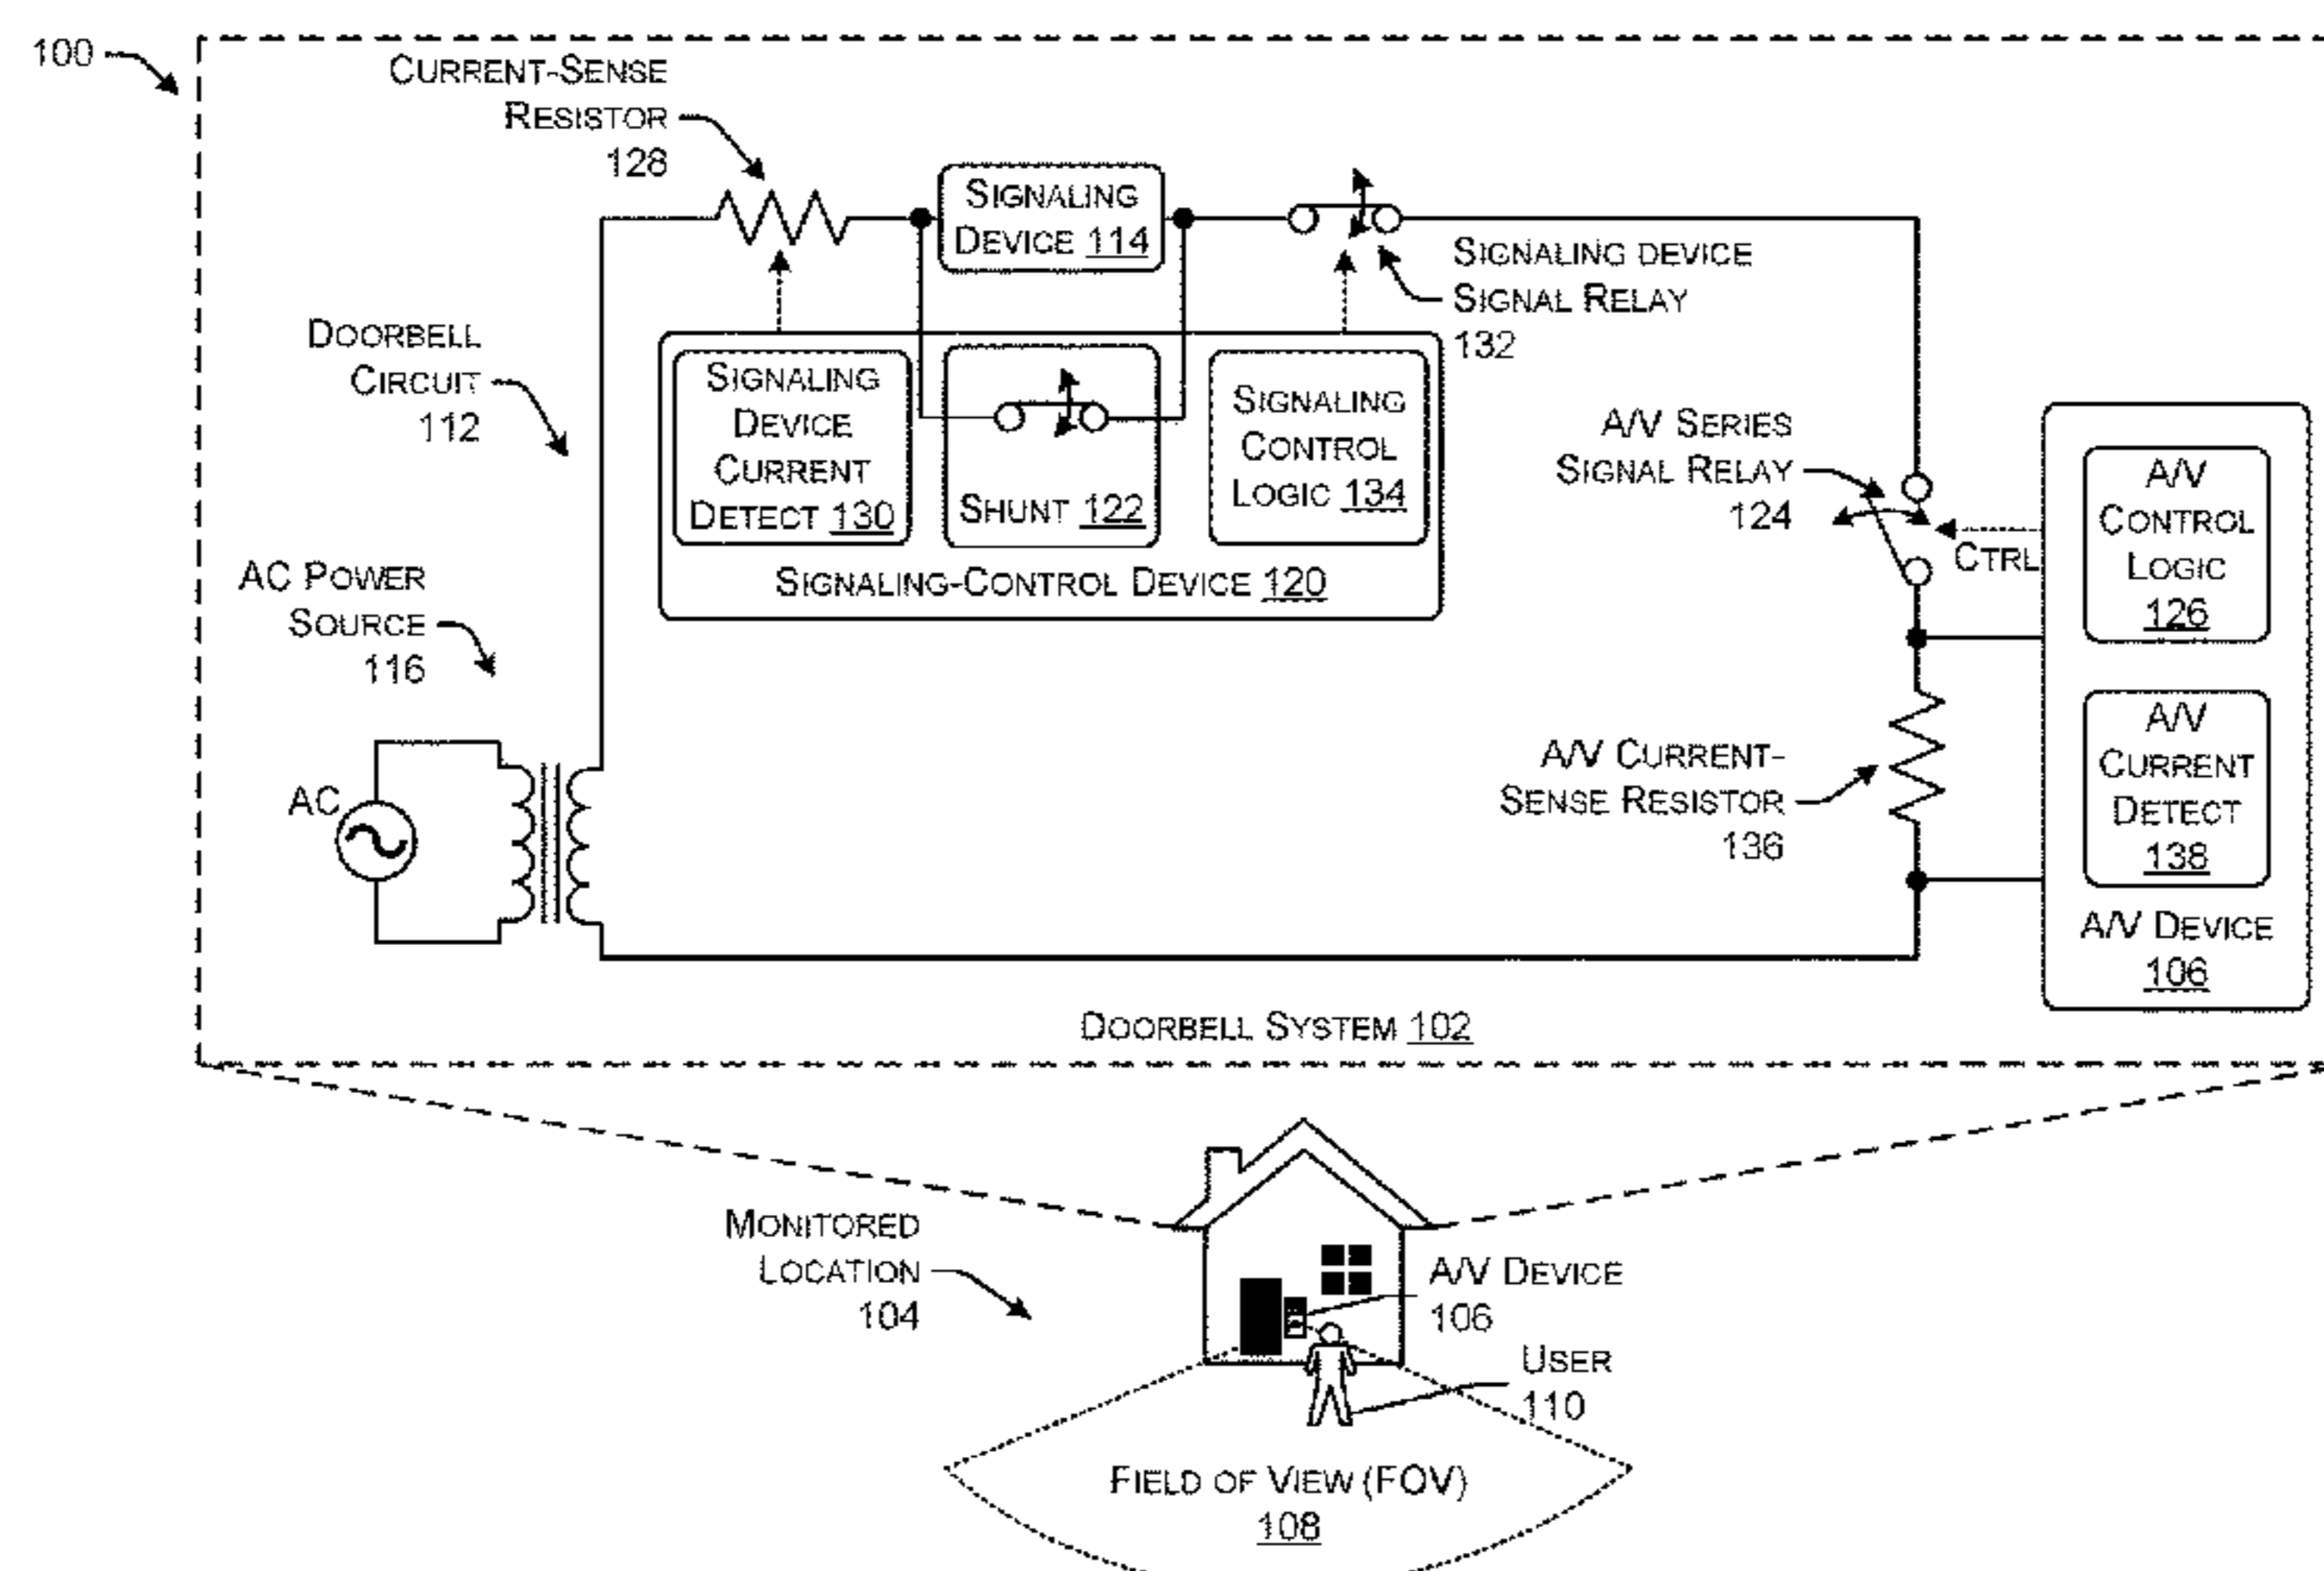 100
CURRENT-SENSE
RESISTOR
128
SIGNALING
DEVICE 114
SIGNALING DEVICE
SIGNAL RELAY
132
DOORBELL
CIRCUIT
112
SIGNALING
DEVICE
CURRENT
DETECT 130
SHUNT 122
SIGNALING
CONTROL
LOGIC 134
SIGNALING-CONTROL DEVICE 120
A/V SERIES
SIGNAL RELAY
124
CTRL
A/V
CONTROL
LOGIC
126
AC POWER
SOURCE
116
AC
A/V CURRENT-
SENSE RESISTOR
136
A/V
CURRENT
DETECT
138
A/V DEVICE
106
DOORBELL SYSTEM 102
MONITORED
LOCATION
104
A/V DEVICE
106
USER
110
FIELD OF VIEW (FOV)
108